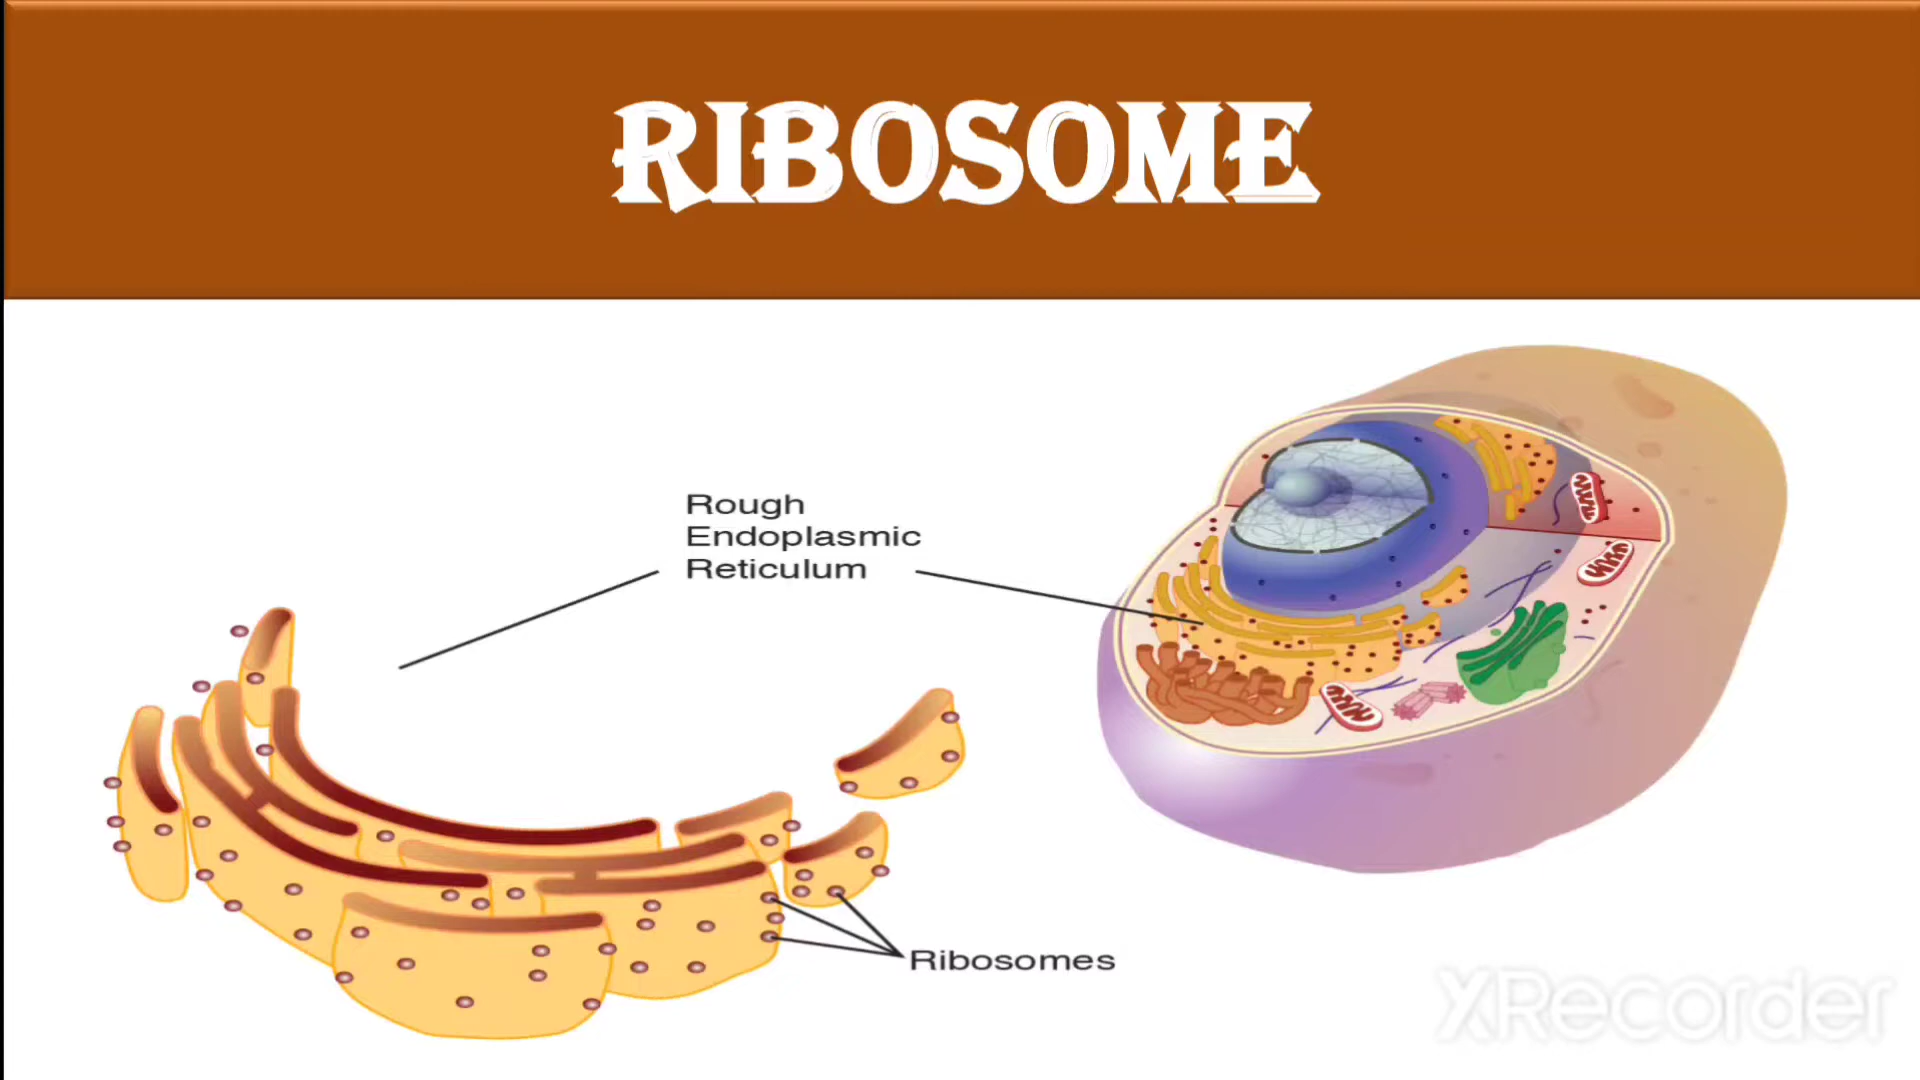 RIBOSOME
Rough
Endoplasmic
Reticulum
Ribosomes
XRecorder